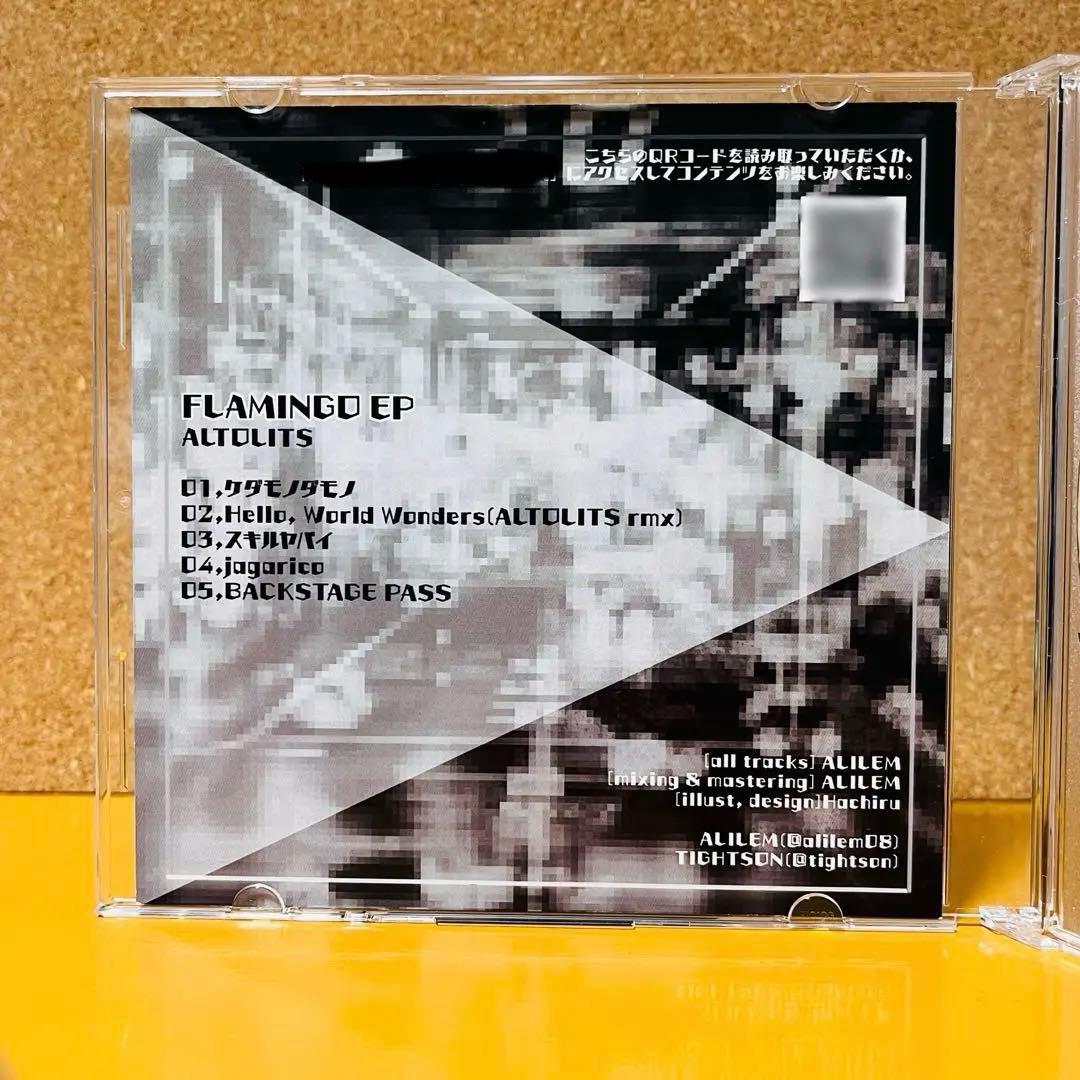 こちらのQRコードを読み取っていただくか、
にアクセスしてコンテンツをお楽しみください。
FLAMINGO EP
ALTOLITS
01,ケダモノダモノ
02,Hello, World Wonders(ALTOLITS rmx)
03,スキルヤバイ
04,jagarico
05,BACKSTAGE PASS
[all tracks] ALILEM
[mixing & mastering] ALILEM
[illust, design]Hachiru
ALILEM(@alilem08)
TIGHTSON(@tightson)